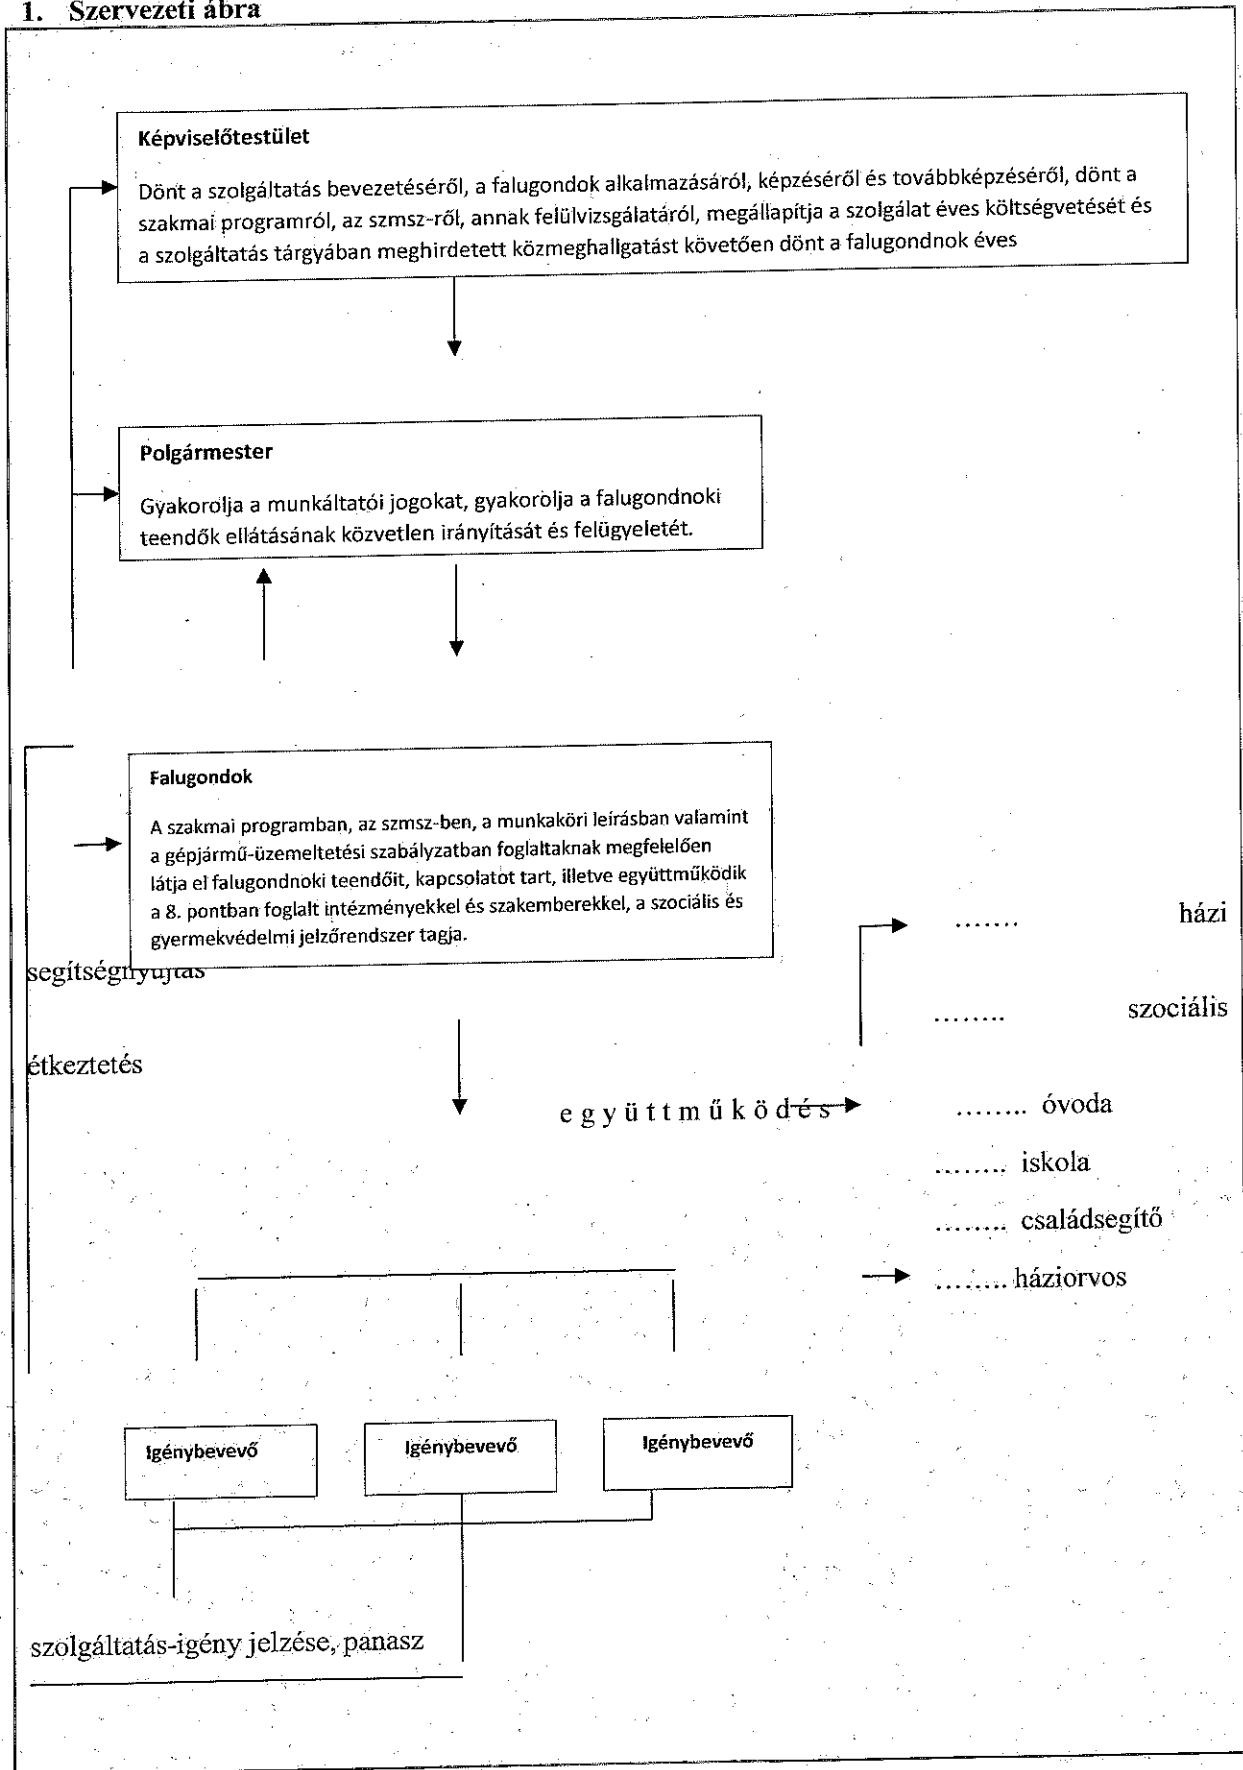 1. Szervezeti ábra
Képviselőtestület
Dönt a szolgáltatás bevezetéséről, a falugondok alkalmazásáról, képzéséről és továbbképzéséről, dönt a
szakmai programról, az szmsz-ről, annak felülvizsgálatáról, megállapítja a szolgálat éves költségvetését és
a szolgáltatás tárgyában meghirdetett közmeghallgatást követően dönt a falugondnok éves
Polgármester
Gyakorolja a munkáltatói jogokat, gyakorolja a falugondnoki
teendők ellátásának közvetlen irányítását és felügyeletét.
Falugondok
A szakmai programban, az szmsz-ben, a munkaköri leírásban valamint
a gépjármű-üzemeltetési szabályzatban foglaltaknak megfelelően
látja el falugondnoki teendőit, kapcsolatot tart, illetve együttműködik
a 8. pontban foglalt intézményekkel és szakemberekkel, a szociális és
gyermekvédelmi jelzőrendszer tagja.
....... házi
segítségnyújtás
........ szociális
étkeztetés
e g y ü t t m ű k ö d é s
........ óvoda
........ iskola
........ családsegítő
........ háziorvos
Igénybevevő
Igénybevevő
Igénybevevő
szolgáltatás-igény jelzése, panasz